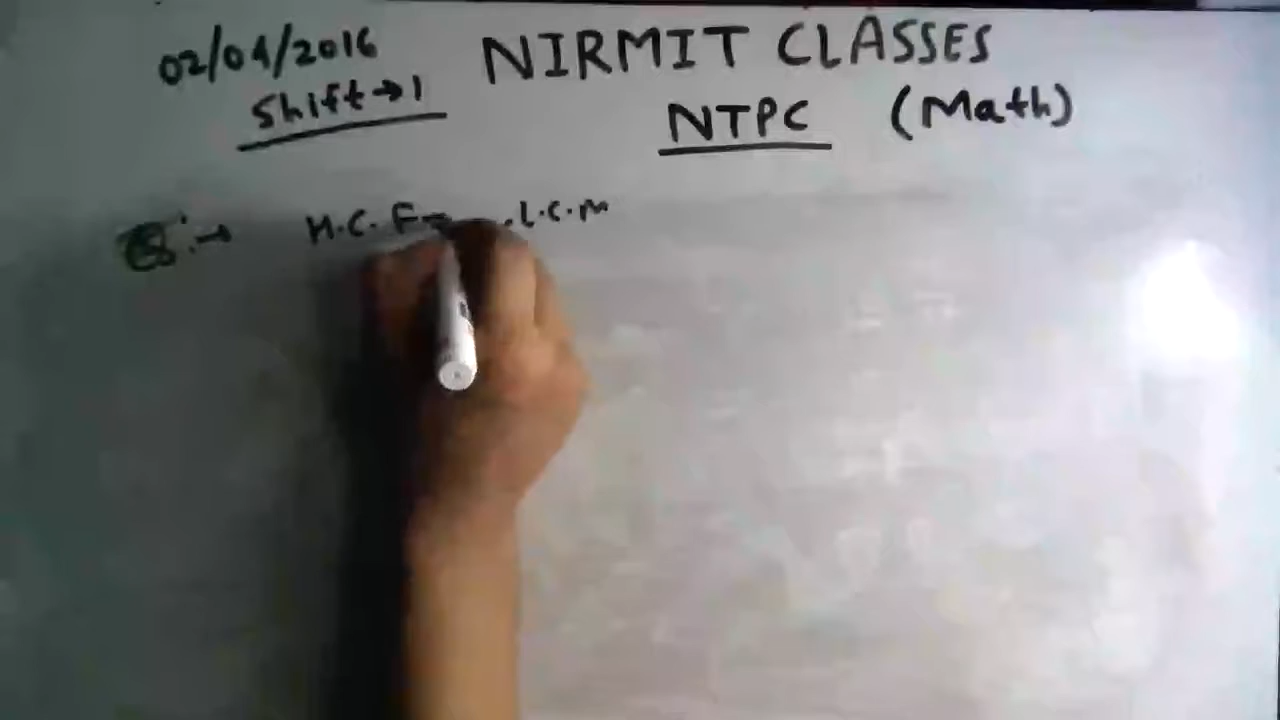 02/04/2016 NIRMIT CLASSES
Shift→1 NTPC (Math)
→ H.C.F= L.C.M